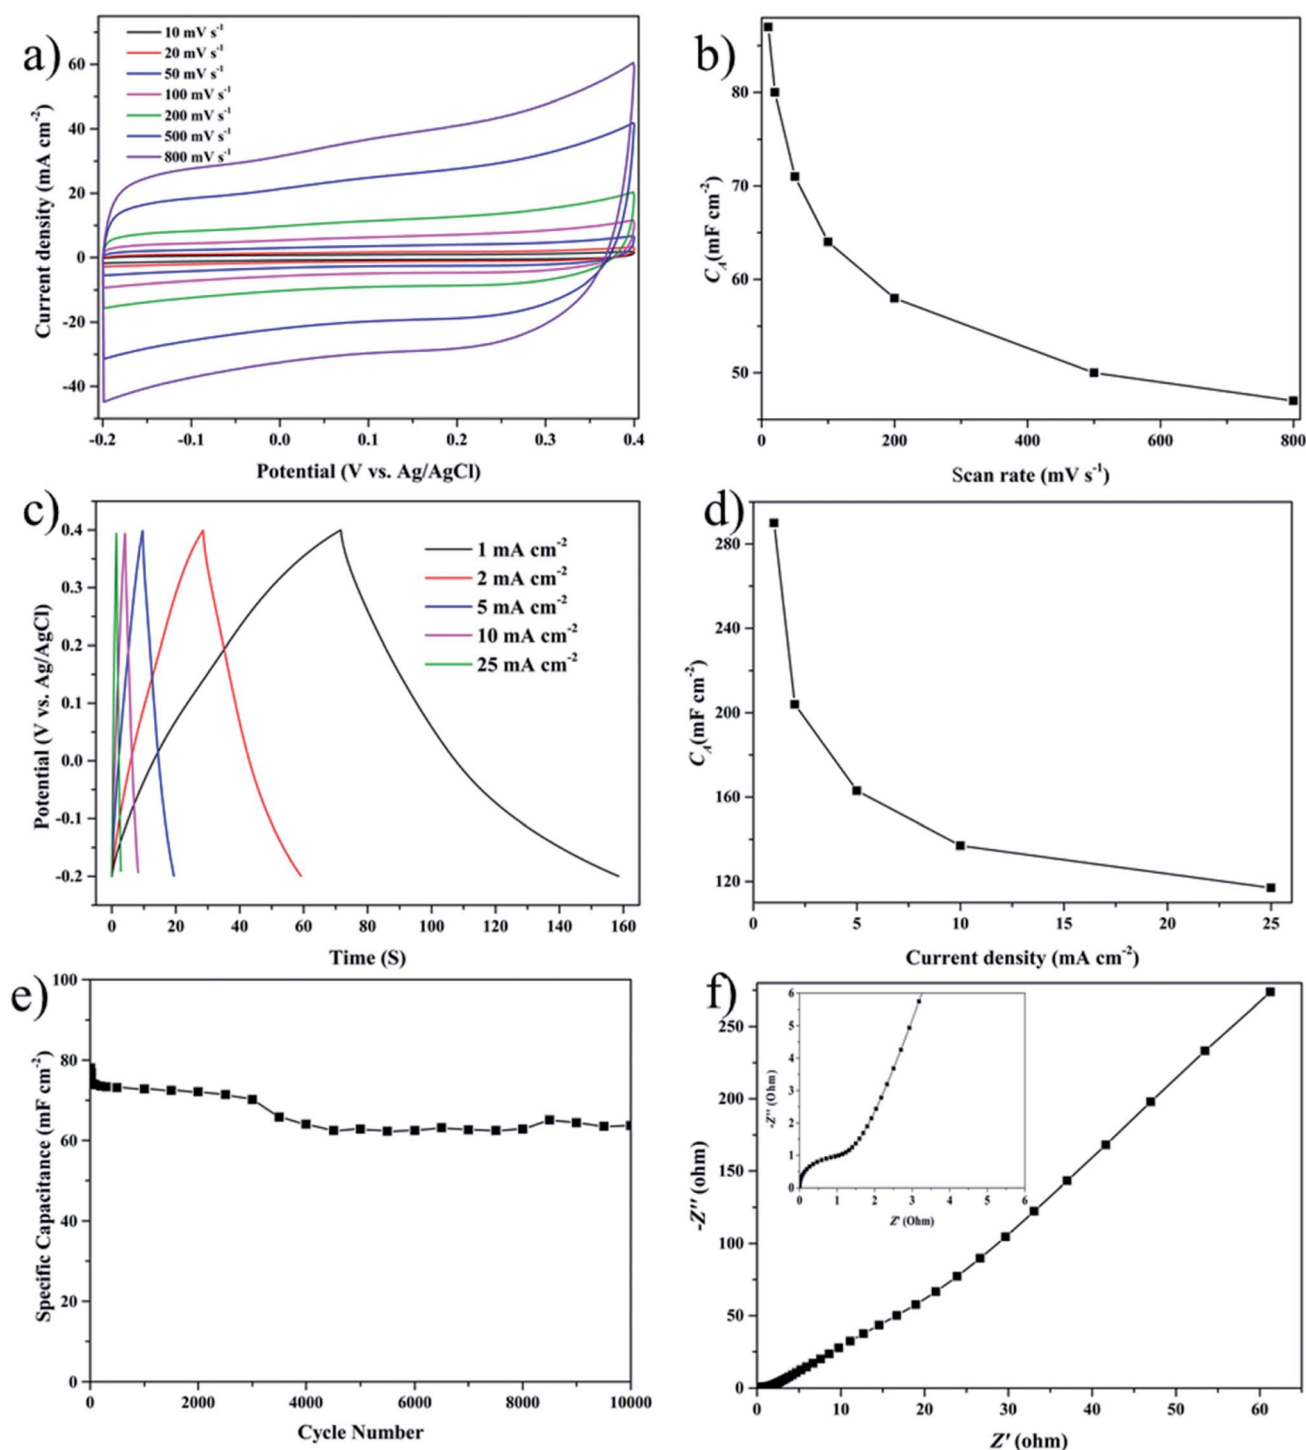 a)
10 mV s⁻¹
20 mV s⁻¹
50 mV s⁻¹
100 mV s⁻¹
200 mV s⁻¹
500 mV s⁻¹
800 mV s⁻¹
60
40
20
0
-20
-40
Current density (mA cm⁻²)
-0.2 -0.1 0.0 0.1 0.2 0.3 0.4
Potential (V vs. Ag/AgCl)
b)
80
70
60
50
C_A(mF cm⁻²)
0 200 400 600 800
Scan rate (mV s⁻¹)
c)
1 mA cm⁻²
2 mA cm⁻²
5 mA cm⁻²
10 mA cm⁻²
25 mA cm⁻²
0.4
0.3
0.2
0.1
0.0
-0.1
-0.2
Potential (V vs. Ag/AgCl)
0 20 40 60 80 100 120 140 160
Time (S)
d)
280
240
200
160
120
C_A(mF cm⁻²)
0 5 10 15 20 25
Current density (mA cm⁻²)
e)
100
80
60
40
20
0
Specific Capacitance (mF cm⁻²)
0 2000 4000 6000 8000 10000
Cycle Number
f)
250
200
150
100
50
0
-Z'' (ohm)
0 10 20 30 40 50 60
Z' (ohm)
6
5
4
3
2
1
0
-Z'' (Ohm)
0 1 2 3 4 5 6
Z' (Ohm)